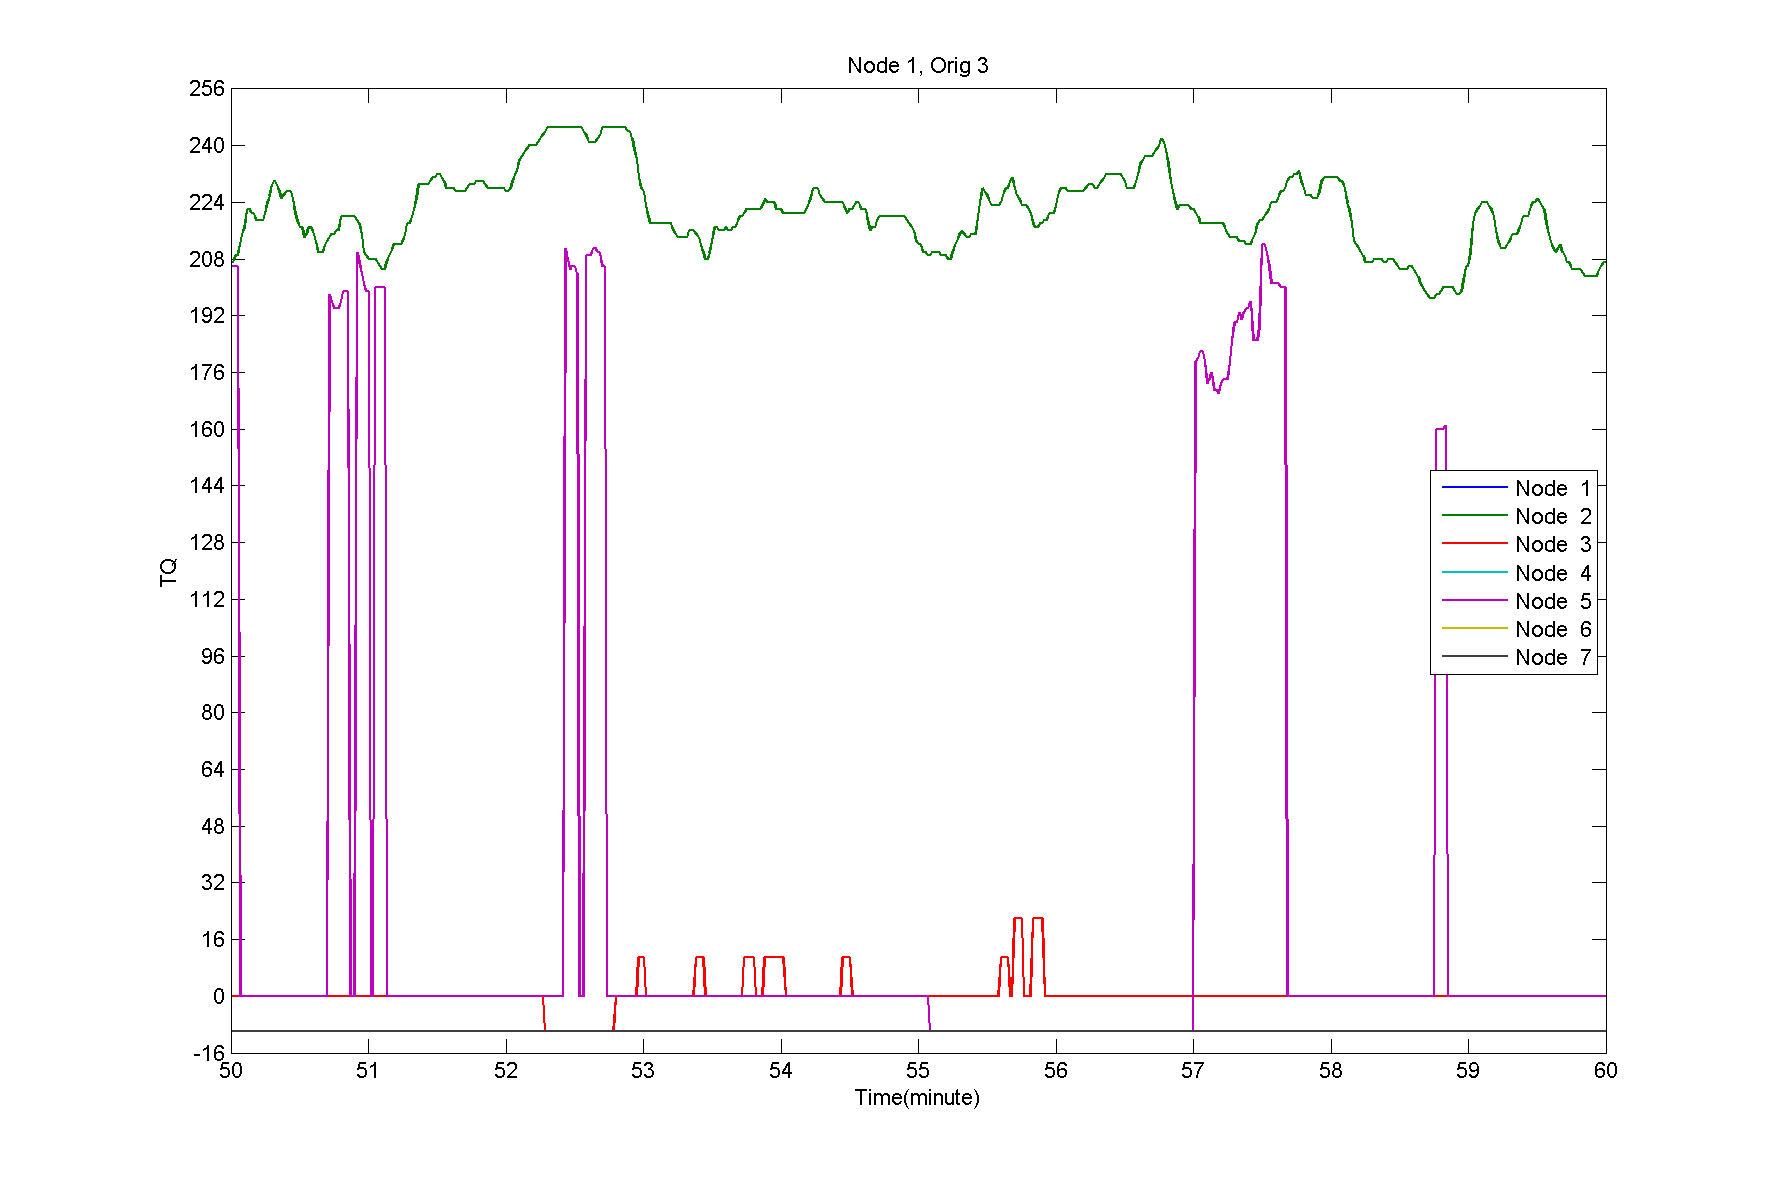 Node 1, Orig 3
256
240
224
208
192
176
160
144
128
112
96
80
64
48
32
16
0
-16
TQ
Node 1
Node 2
Node 3
Node 4
Node 5
Node 6
Node 7
50 51 52 53 54 55 56 57 58 59 60
Time(minute)